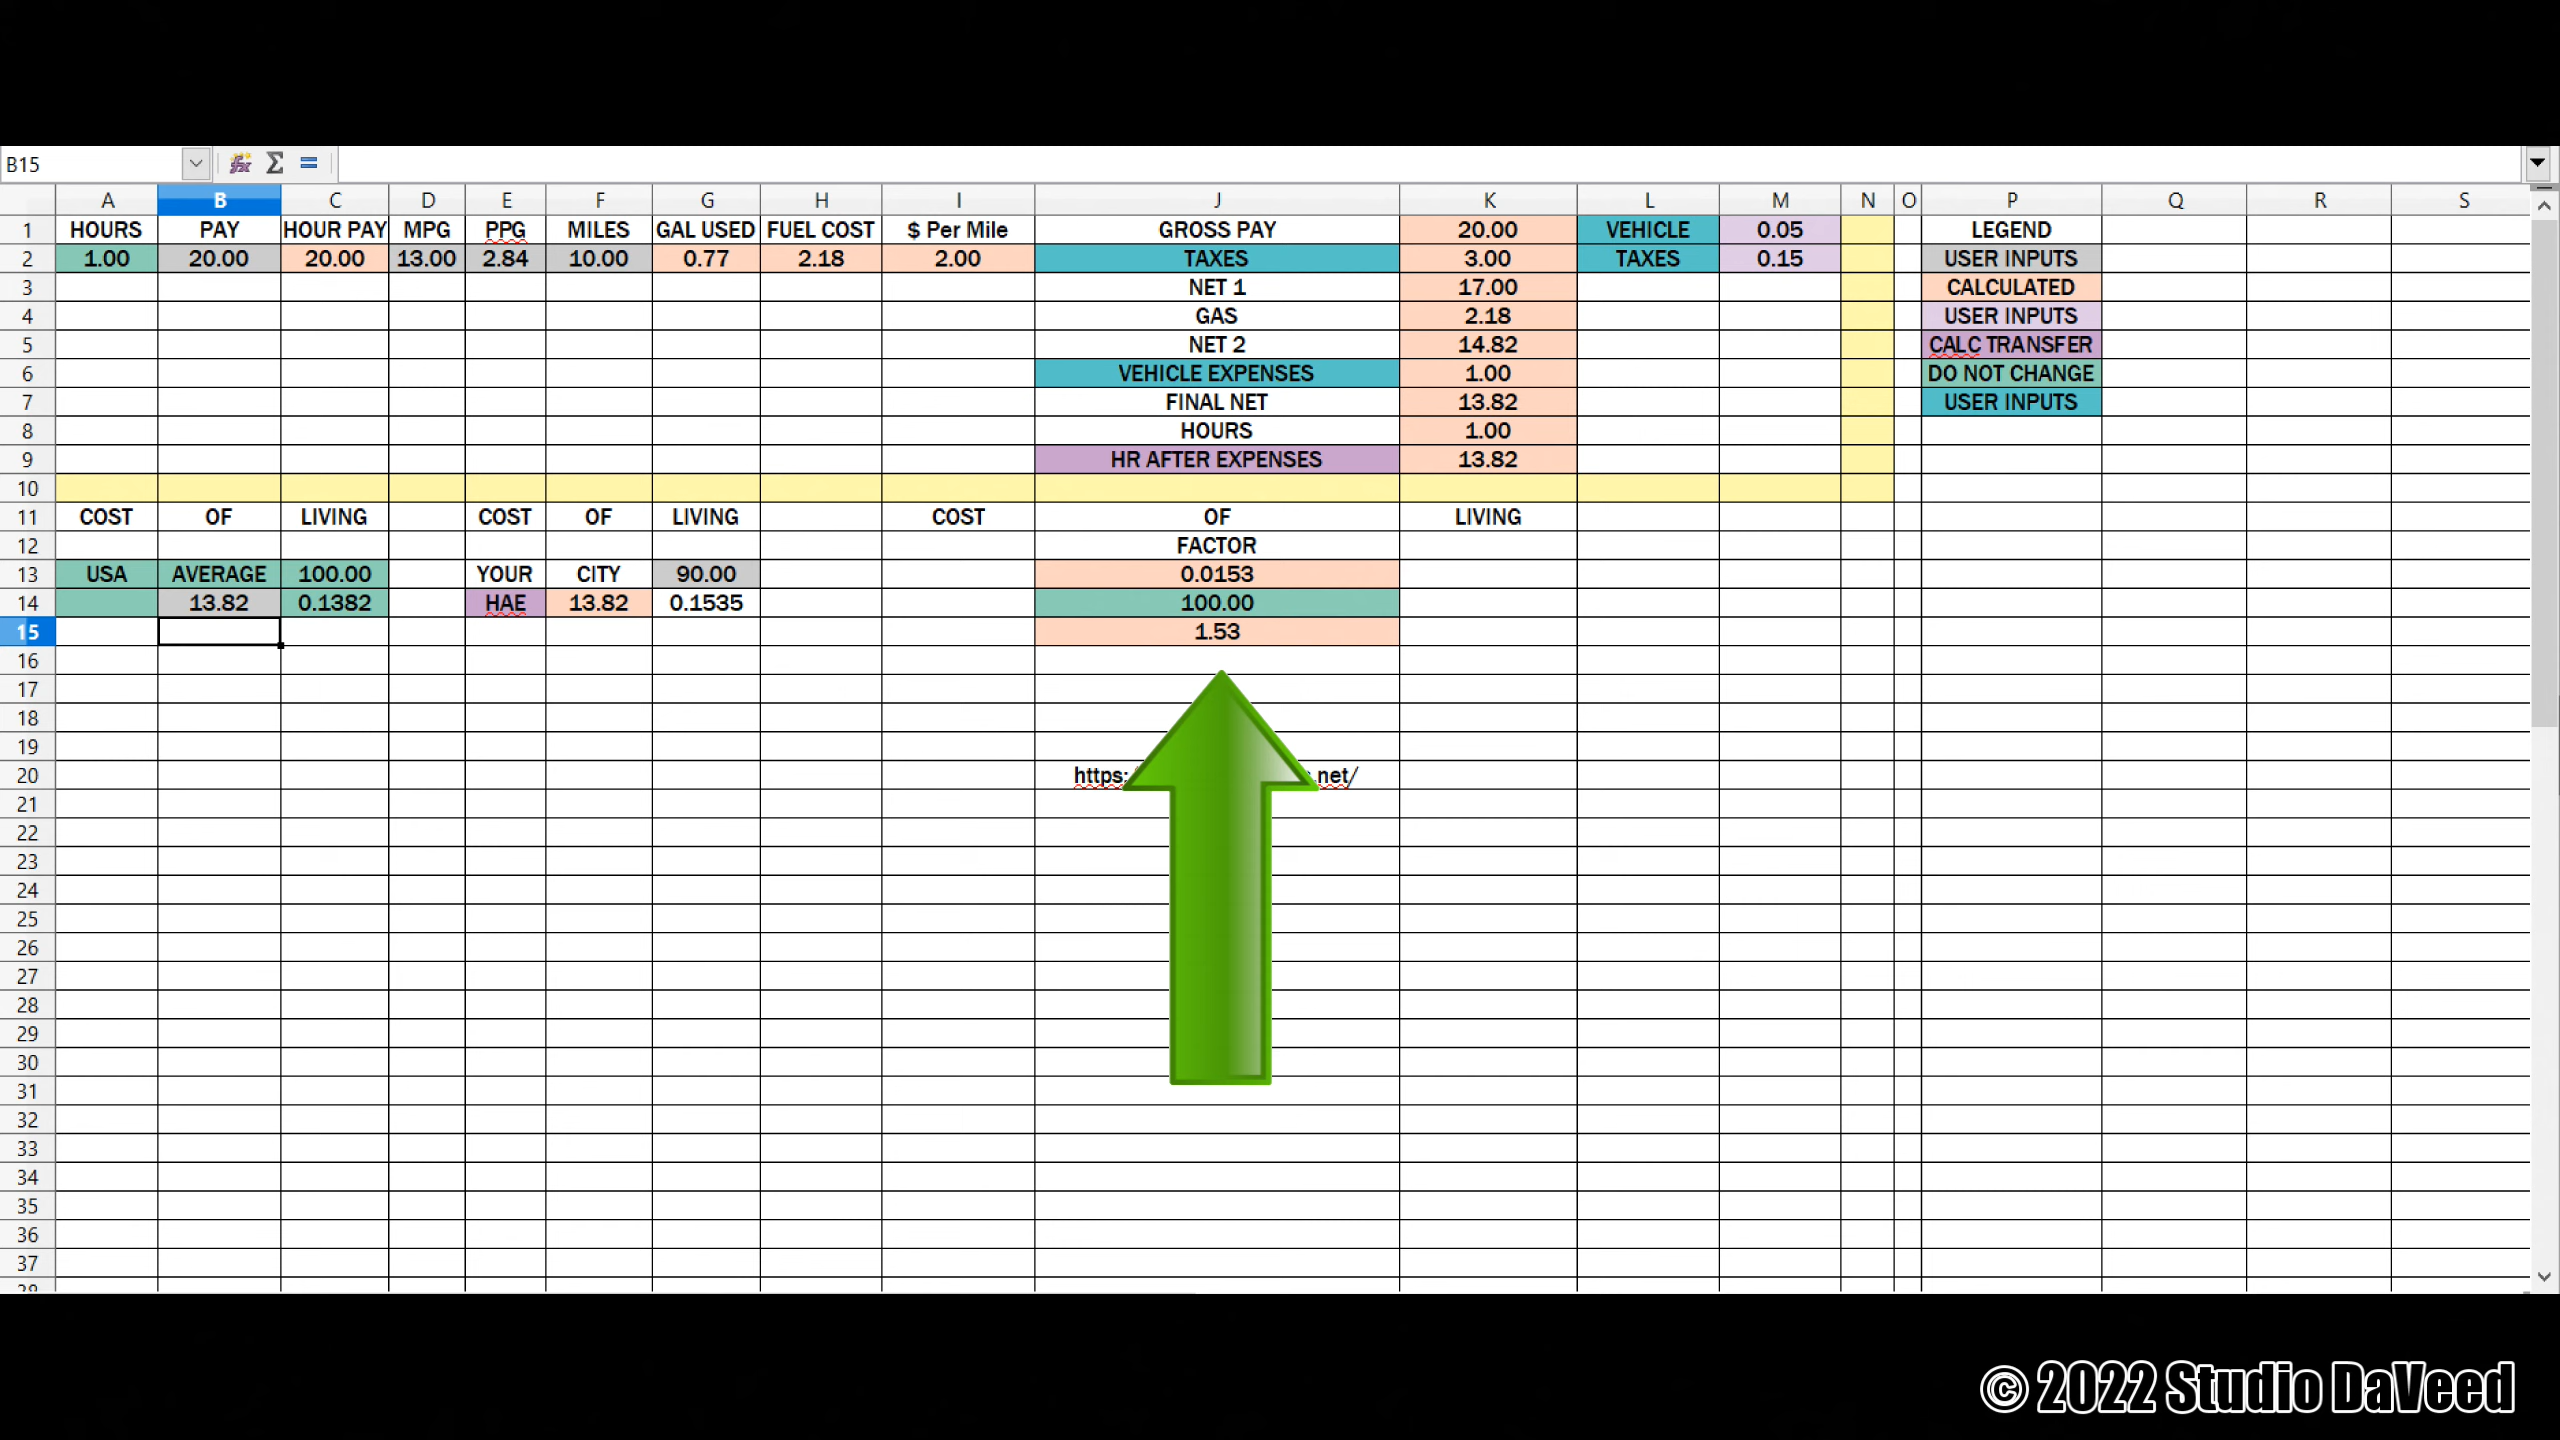 B15
A B C D E F G H I J K L M N O P Q R S
1 HOURS PAY HOUR PAY MPG PPG MILES GAL USED FUEL COST $ Per Mile GROSS PAY 20.00 VEHICLE 0.05 LEGEND
2 1.00 20.00 20.00 13.00 2.84 10.00 0.77 2.18 2.00 TAXES 3.00 TAXES 0.15 USER INPUTS
3 NET 1 17.00 CALCULATED
4 GAS 2.18 USER INPUTS
5 NET 2 14.82 CALC TRANSFER
6 VEHICLE EXPENSES 1.00 DO NOT CHANGE
7 FINAL NET 13.82 USER INPUTS
8 HOURS 1.00
9 HR AFTER EXPENSES 13.82
10
11 COST OF LIVING COST OF LIVING COST OF LIVING
12 FACTOR
13 USA AVERAGE 100.00 YOUR CITY 90.00 0.0153
14 13.82 0.1382 HAE 13.82 0.1535 100.00
15 1.53
16
17
18
19
20 https: .net/
21
22
23
24
25
26
27
28
29
30
31
32
33
34
35
36
37
38
© 2022 Studio DaVeed